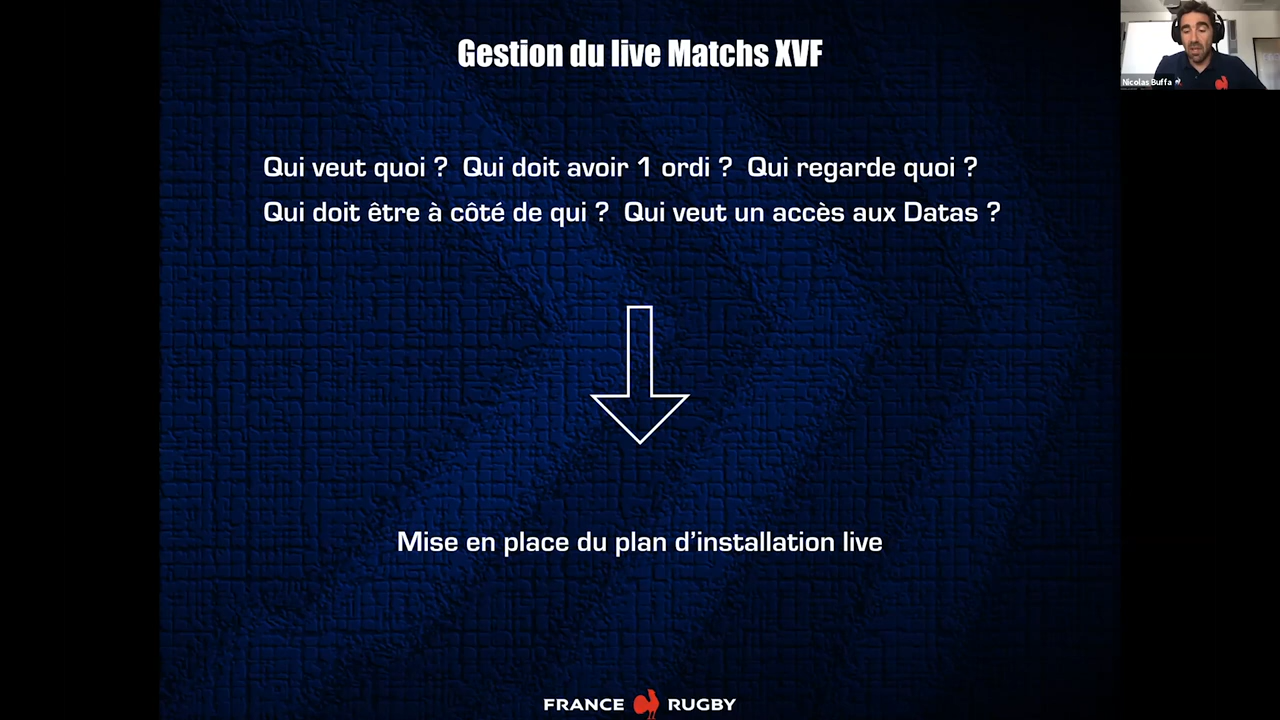 Gestion du live Matchs XVF
Nicolas Buffa
Qui veut quoi ? Qui doit avoir 1 ordi ? Qui regarde quoi ?
Qui doit être à côté de qui ? Qui veut un accès aux Datas ?
Mise en place du plan d'installation live
FRANCE RUGBY